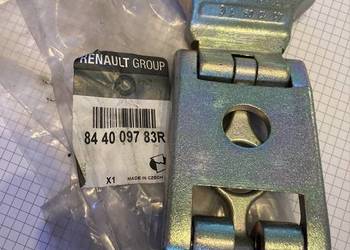 RENAULT GROUP
84 40 097 83R
X1
MADE IN CZECH